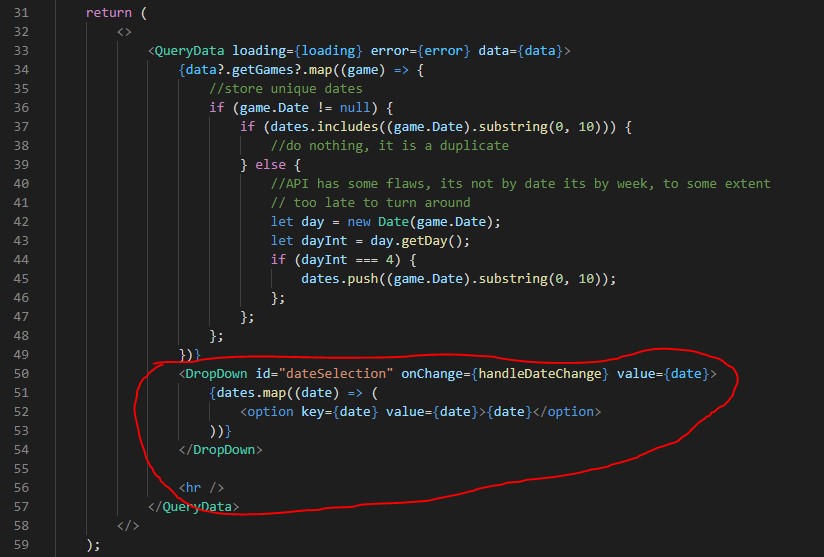 31 return (
32 <>
33 <QueryData loading={loading} error={error} data={data}>
34 {data?.getGames?.map((game) => {
35 //store unique dates
36 if (game.Date != null) {
37 if (dates.includes((game.Date).substring(0, 10))) {
38 //do nothing, it is a duplicate
39 } else {
40 //API has some flaws, its not by date its by week, to some extent
41 // too late to turn around
42 let day = new Date(game.Date);
43 let dayInt = day.getDay();
44 if (dayInt === 4) {
45 dates.push((game.Date).substring(0, 10));
46 };
47 };
48 };
49 })}
50 <DropDown id="dateSelection" onChange={handleDateChange} value={date}>
51 {dates.map((date) => (
52 <option key={date} value={date}>{date}</option>
53 ))}
54 </DropDown>
55
56 <hr />
57 </QueryData>
58 </>
59 );